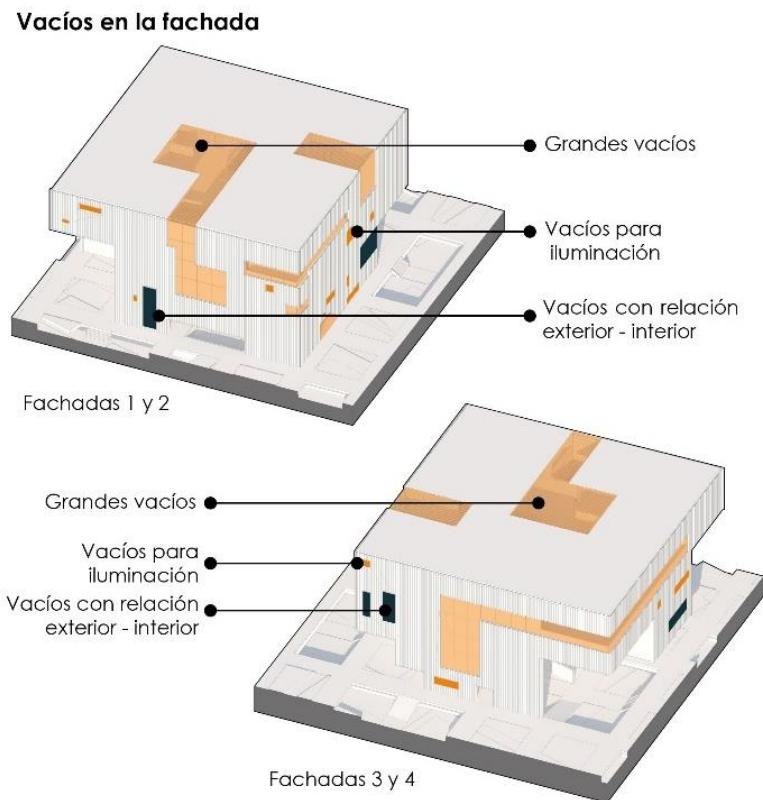 Vacíos en la fachada
Grandes vacíos
Vacíos para
iluminación
Vacíos con relación
exterior - interior
Fachadas 1 y 2
Grandes vacíos
Vacíos para
iluminación
Vacíos con relación
exterior - interior
Fachadas 3 y 4